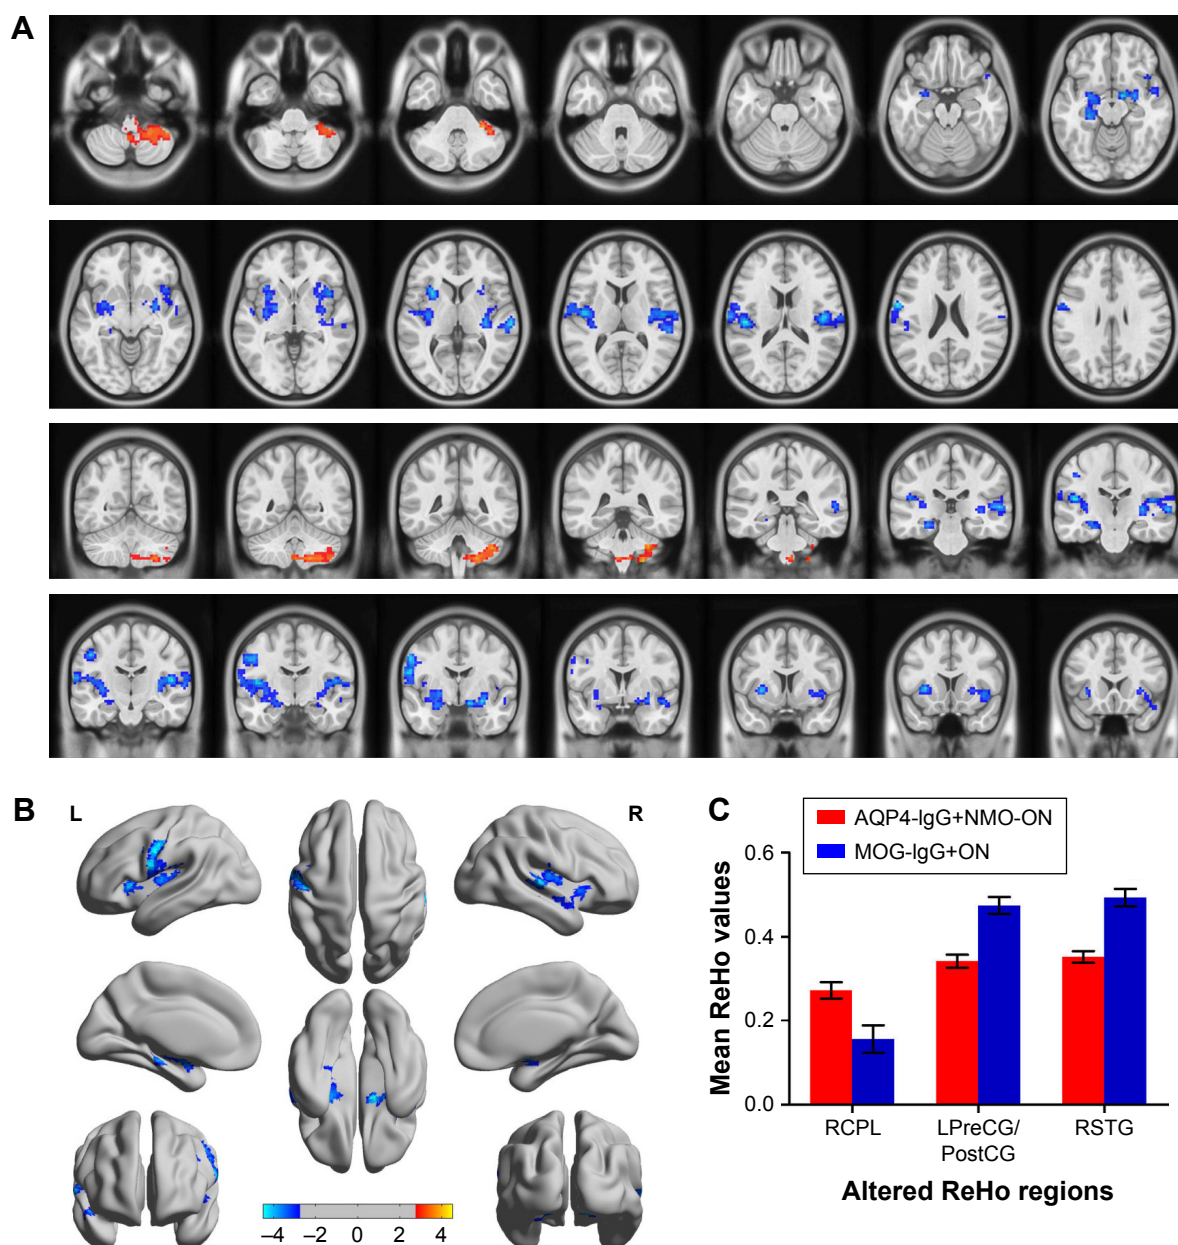 A
B
L
R
−4
−2
0
2
4
C
AQP4-IgG+NMO-ON
MOG-IgG+ON
Mean ReHo values
0.6
0.4
0.2
0.0
RCPL
LPreCG/
PostCG
RSTG
Altered ReHo regions